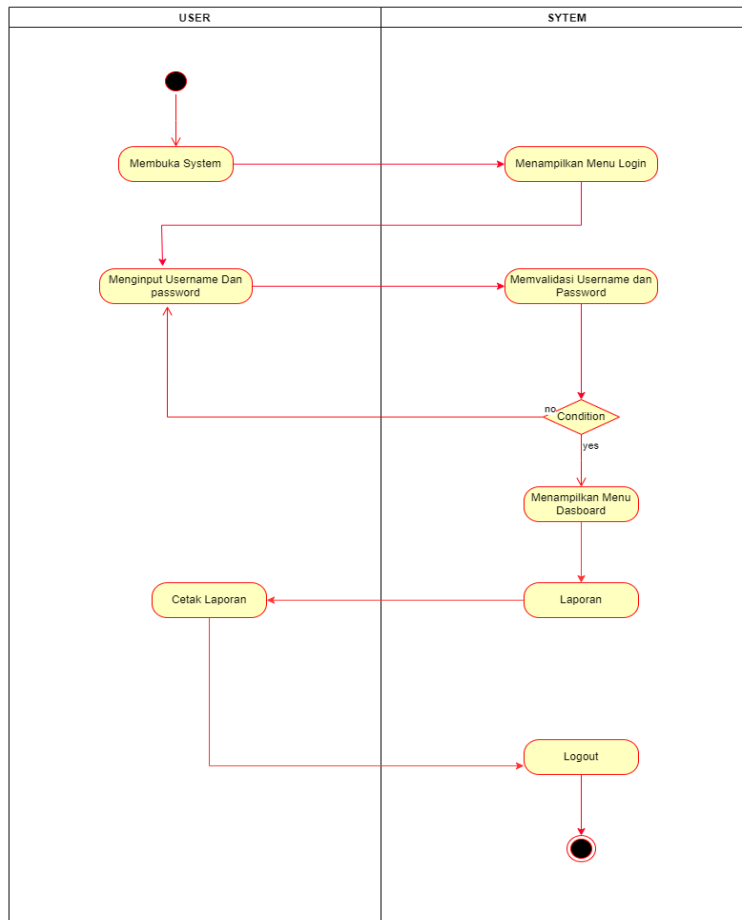 USER
SYTEM
Membuka System
Menampilkan Menu Login
Menginput Username Dan
password
Memvalidasi Username dan
Password
no
Condition
yes
Menampilkan Menu
Dasboard
Cetak Laporan
Laporan
Logout